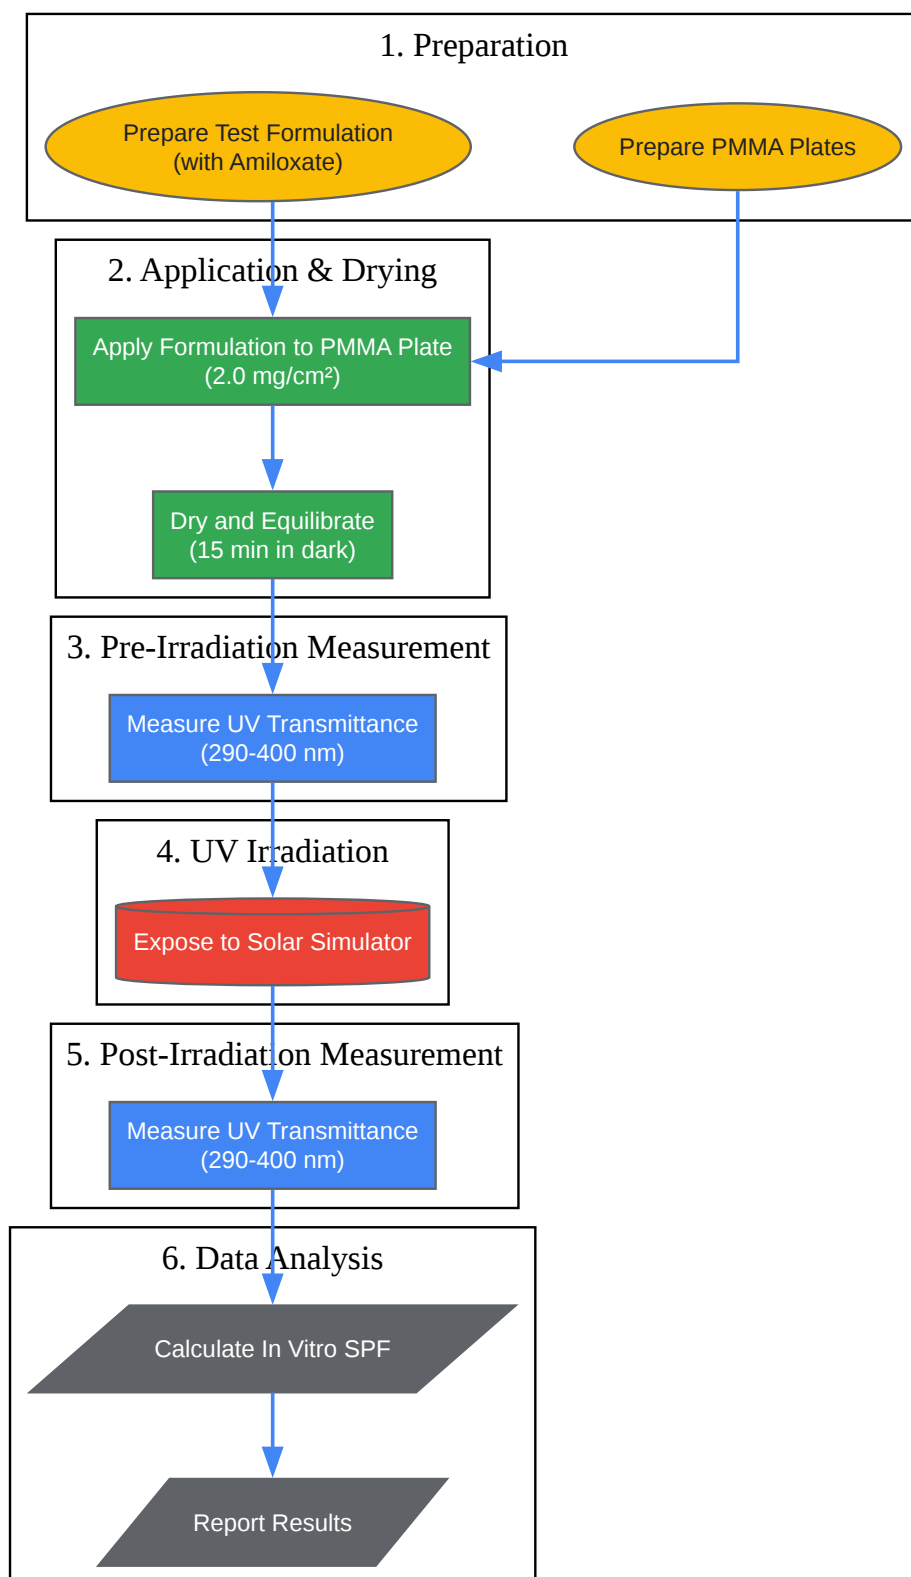 1. Preparation
Prepare Test Formulation
(with Amiloxate)
Prepare PMMA Plates
2. Application & Drying
Apply Formulation to PMMA Plate
(2.0 mg/cm²)
Dry and Equilibrate
(15 min in dark)
3. Pre-Irradiation Measurement
Measure UV Transmittance
(290-400 nm)
4. UV Irradiation
Expose to Solar Simulator
5. Post-Irradiation Measurement
Measure UV Transmittance
(290-400 nm)
6. Data Analysis
Calculate In Vitro SPF
Report Results